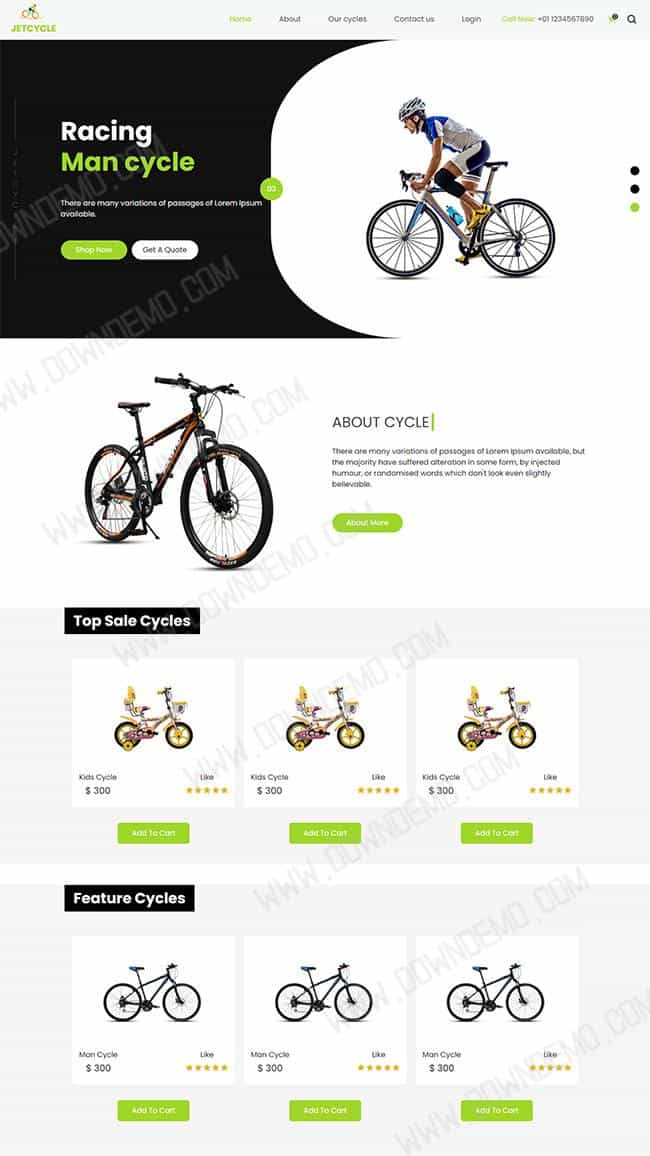 JETCYCLE
Home
About
Our cycles
Contact us
Login
Call Now: +01 1234567890
Racing
Man cycle
There are many variations of passages of Lorem Ipsum
available.
03
Shop Now
Get A Quote
ABOUT CYCLE
There are many variations of passages of Lorem Ipsum available, but
the majority have suffered alteration in some form, by injected
humour, or randomised words which don't look even slightly
believable.
About More
Top Sale Cycles
Kids Cycle Like
$ 300
Kids Cycle Like
$ 300
Kids Cycle Like
$ 300
Add To Cart
Add To Cart
Add To Cart
Feature Cycles
Man Cycle Like
$ 300
Man Cycle Like
$ 300
Man Cycle Like
$ 300
Add To Cart
Add To Cart
Add To Cart
WWW.DOWNDEMO.COM